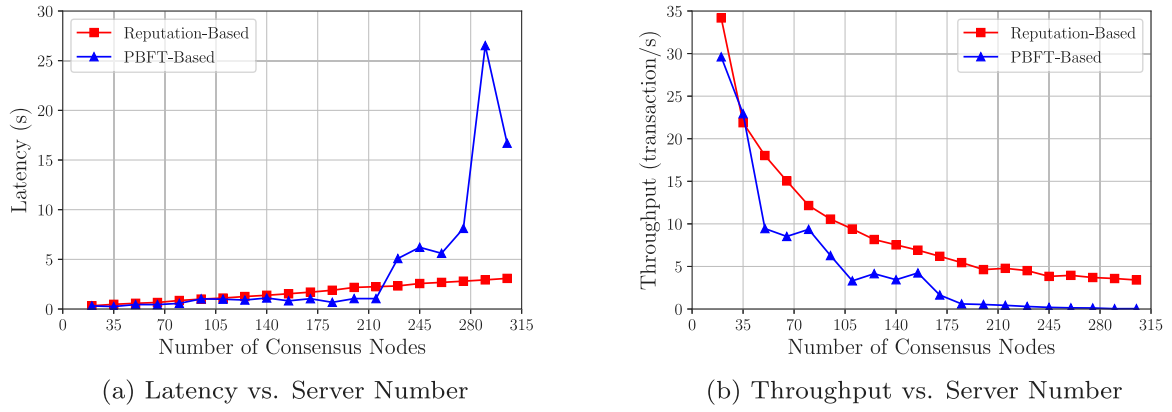 30
25
20
15
10
5
0
Latency (s)
Reputation-Based
PBFT-Based
0 35 70 105 140 175 210 245 280 315
Number of Consensus Nodes
(a) Latency vs. Server Number
35
30
25
20
15
10
5
0
Throughput (transaction/s)
Reputation-Based
PBFT-Based
0 35 70 105 140 175 210 245 280 315
Number of Consensus Nodes
(b) Throughput vs. Server Number